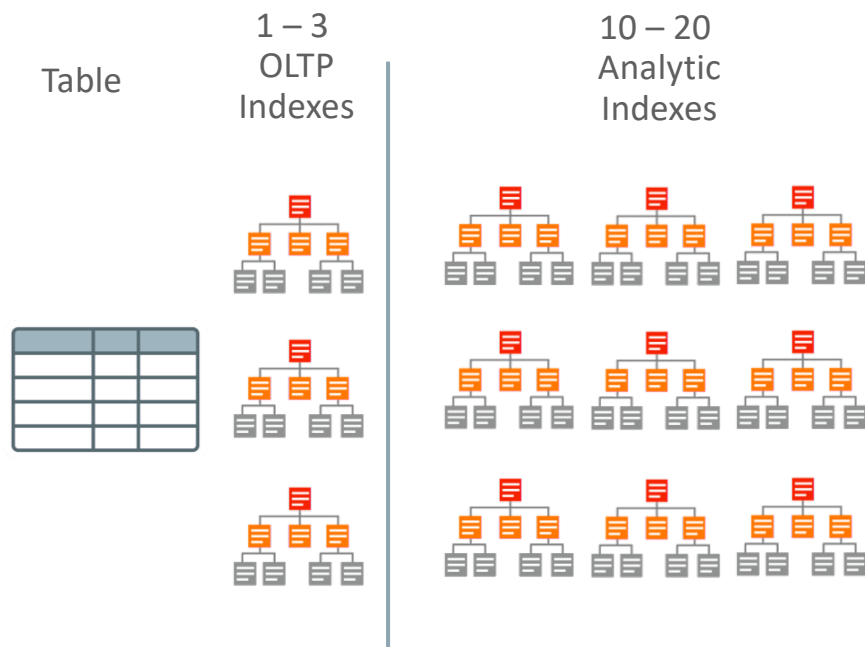 Table
1 – 3
OLTP
Indexes
10 – 20
Analytic
Indexes